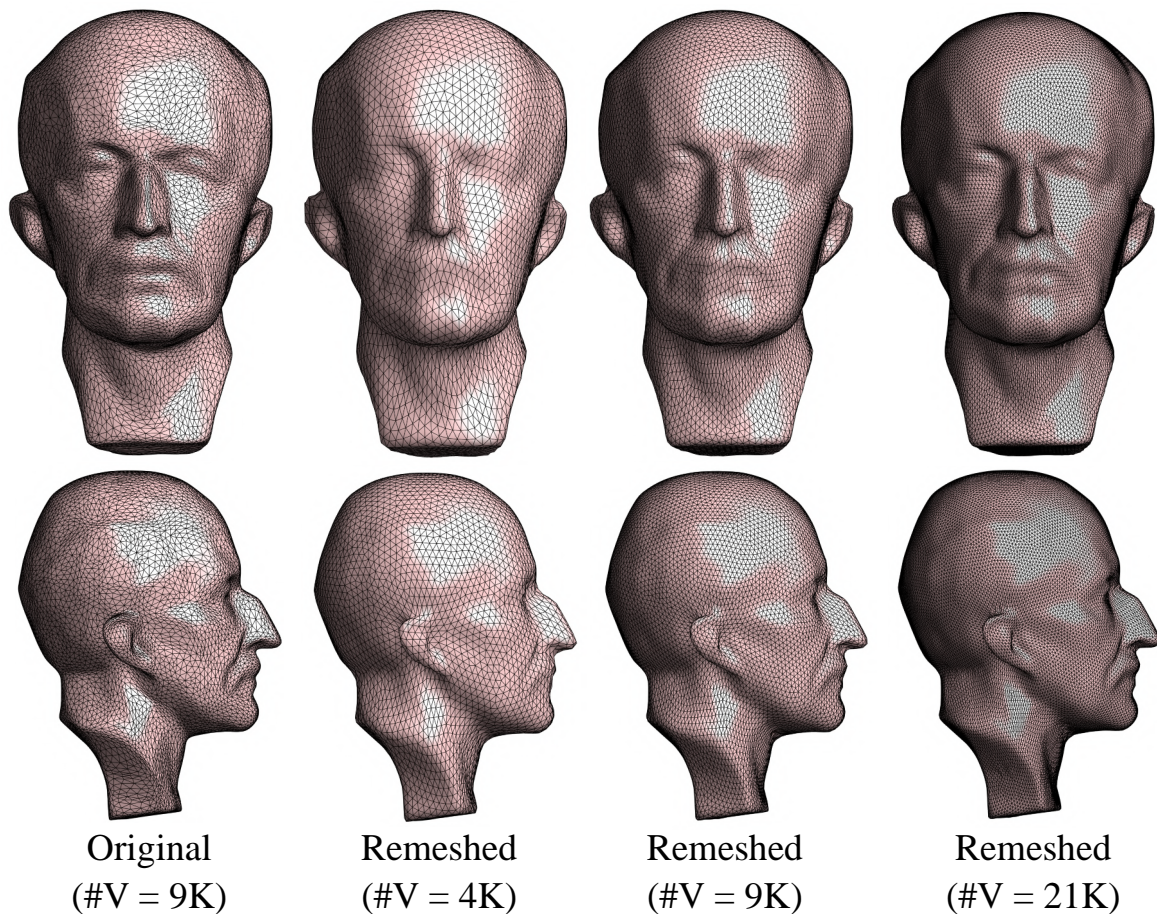 Original
(#V = 9K)
Remeshed
(#V = 4K)
Remeshed
(#V = 9K)
Remeshed
(#V = 21K)